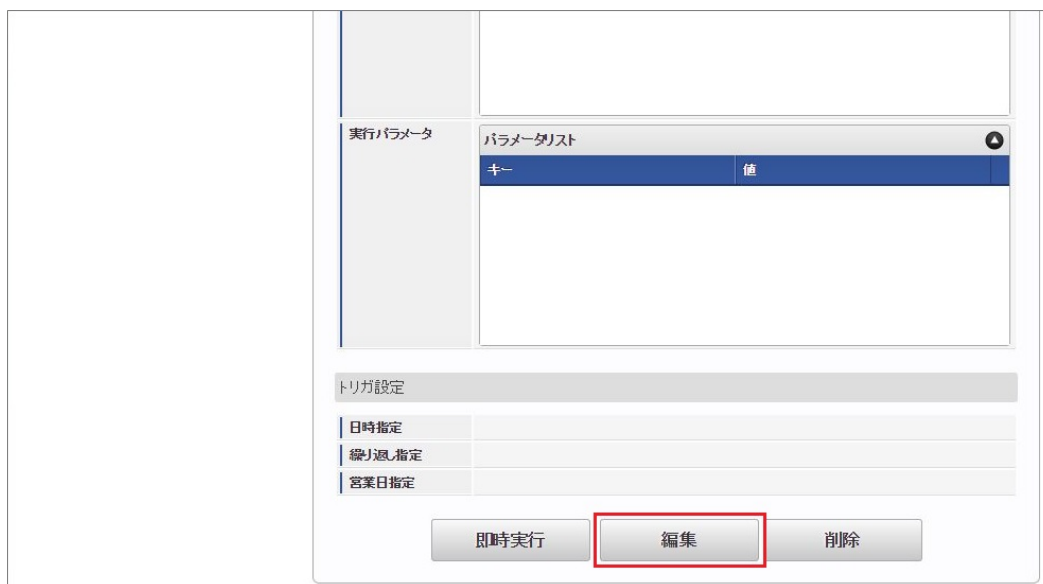 実行パラメータ
パラメータリスト
キー 値
トリガ設定
日時指定
繰り返し指定
営業日指定
即時実行 編集 削除